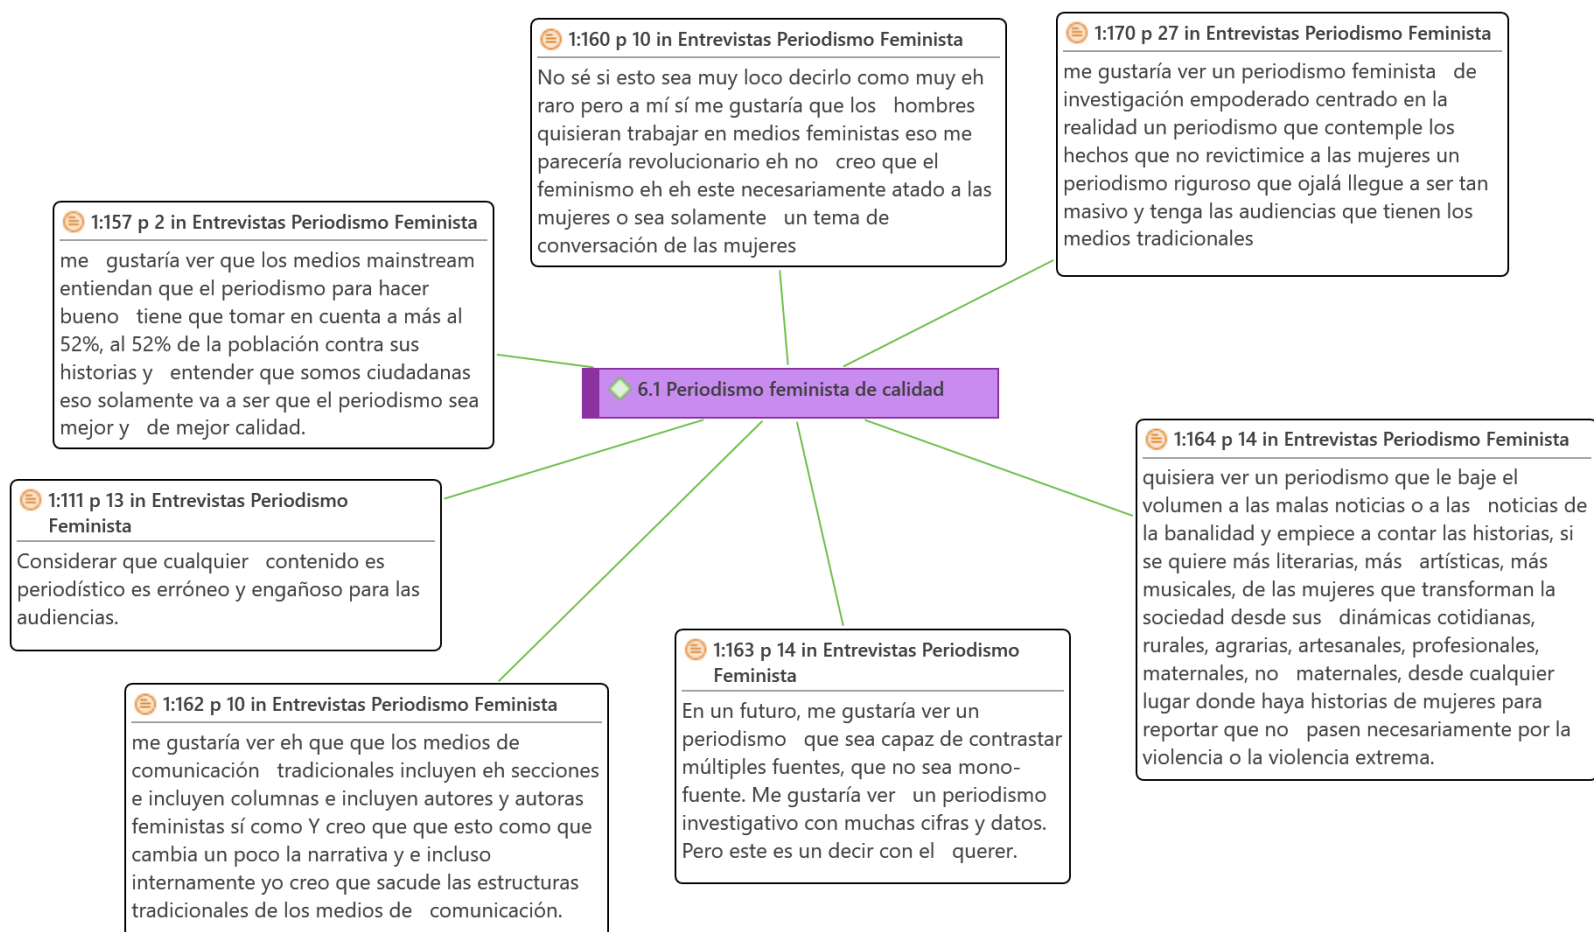 1:160 p 10 in Entrevistas Periodismo Feminista
No sé si esto sea muy loco decirlo como muy eh
raro pero a mí sí me gustaría que los hombres
quisieran trabajar en medios feministas eso me
parecería revolucionario eh no creo que el
feminismo eh eh este necesariamente atado a las
mujeres o sea solamente un tema de
conversación de las mujeres
1:170 p 27 in Entrevistas Periodismo Feminista
me gustaría ver un periodismo feminista de
investigación empoderado centrado en la
realidad un periodismo que contemple los
hechos que no revictimice a las mujeres un
periodismo riguroso que ojalá llegue a ser tan
masivo y tenga las audiencias que tienen los
medios tradicionales
1:157 p 2 in Entrevistas Periodismo Feminista
me gustaría ver que los medios mainstream
entiendan que el periodismo para hacer
bueno tiene que tomar en cuenta a más al
52%, al 52% de la población contra sus
historias y entender que somos ciudadanas
eso solamente va a ser que el periodismo sea
mejor y de mejor calidad.
6.1 Periodismo feminista de calidad
1:111 p 13 in Entrevistas Periodismo
Feminista
Considerar que cualquier contenido es
periodístico es erróneo y engañoso para las
audiencias.
1:164 p 14 in Entrevistas Periodismo Feminista
quisiera ver un periodismo que le baje el
volumen a las malas noticias o a las noticias de
la banalidad y empiece a contar las historias, si
se quiere más literarias, más artísticas, más
musicales, de las mujeres que transforman la
sociedad desde sus dinámicas cotidianas,
rurales, agrarias, artesanales, profesionales,
maternales, no maternales, desde cualquier
lugar donde haya historias de mujeres para
reportar que no pasen necesariamente por la
violencia o la violencia extrema.
1:162 p 10 in Entrevistas Periodismo Feminista
me gustaría ver eh que que los medios de
comunicación tradicionales incluyen eh secciones
e incluyen columnas e incluyen autores y autoras
feministas sí como Y creo que que esto como que
cambia un poco la narrativa y e incluso
internamente yo creo que sacude las estructuras
tradicionales de los medios de comunicación.
1:163 p 14 in Entrevistas Periodismo
Feminista
En un futuro, me gustaría ver un
periodismo que sea capaz de contrastar
múltiples fuentes, que no sea mono-
fuente. Me gustaría ver un periodismo
investigativo con muchas cifras y datos.
Pero este es un decir con el querer.